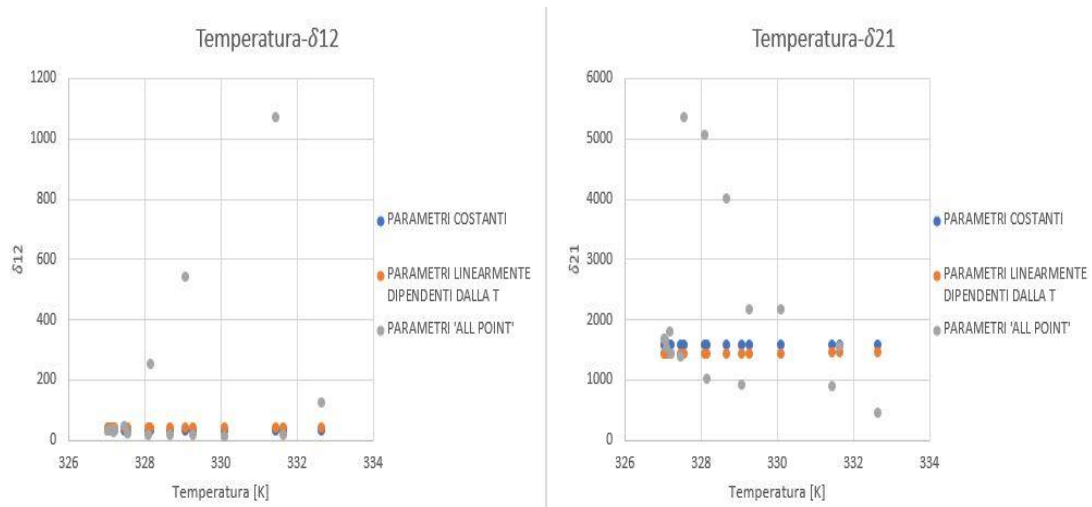 Temperatura-δ12
1200
1000
800
600
400
200
0
δ12
326
328
330
332
334
Temperatura [K]
PARAMETRI COSTANTI
PARAMETRI LINEARMENTE
DIPENDENTI DALLA T
PARAMETRI 'ALL POINT'
Temperatura-δ21
6000
5000
4000
3000
2000
1000
0
δ21
326
328
330
332
334
Temperatura [K]
PARAMETRI COSTANTI
PARAMETRI LINEARMENTE
DIPENDENTI DALLA T
PARAMETRI 'ALL POINT'